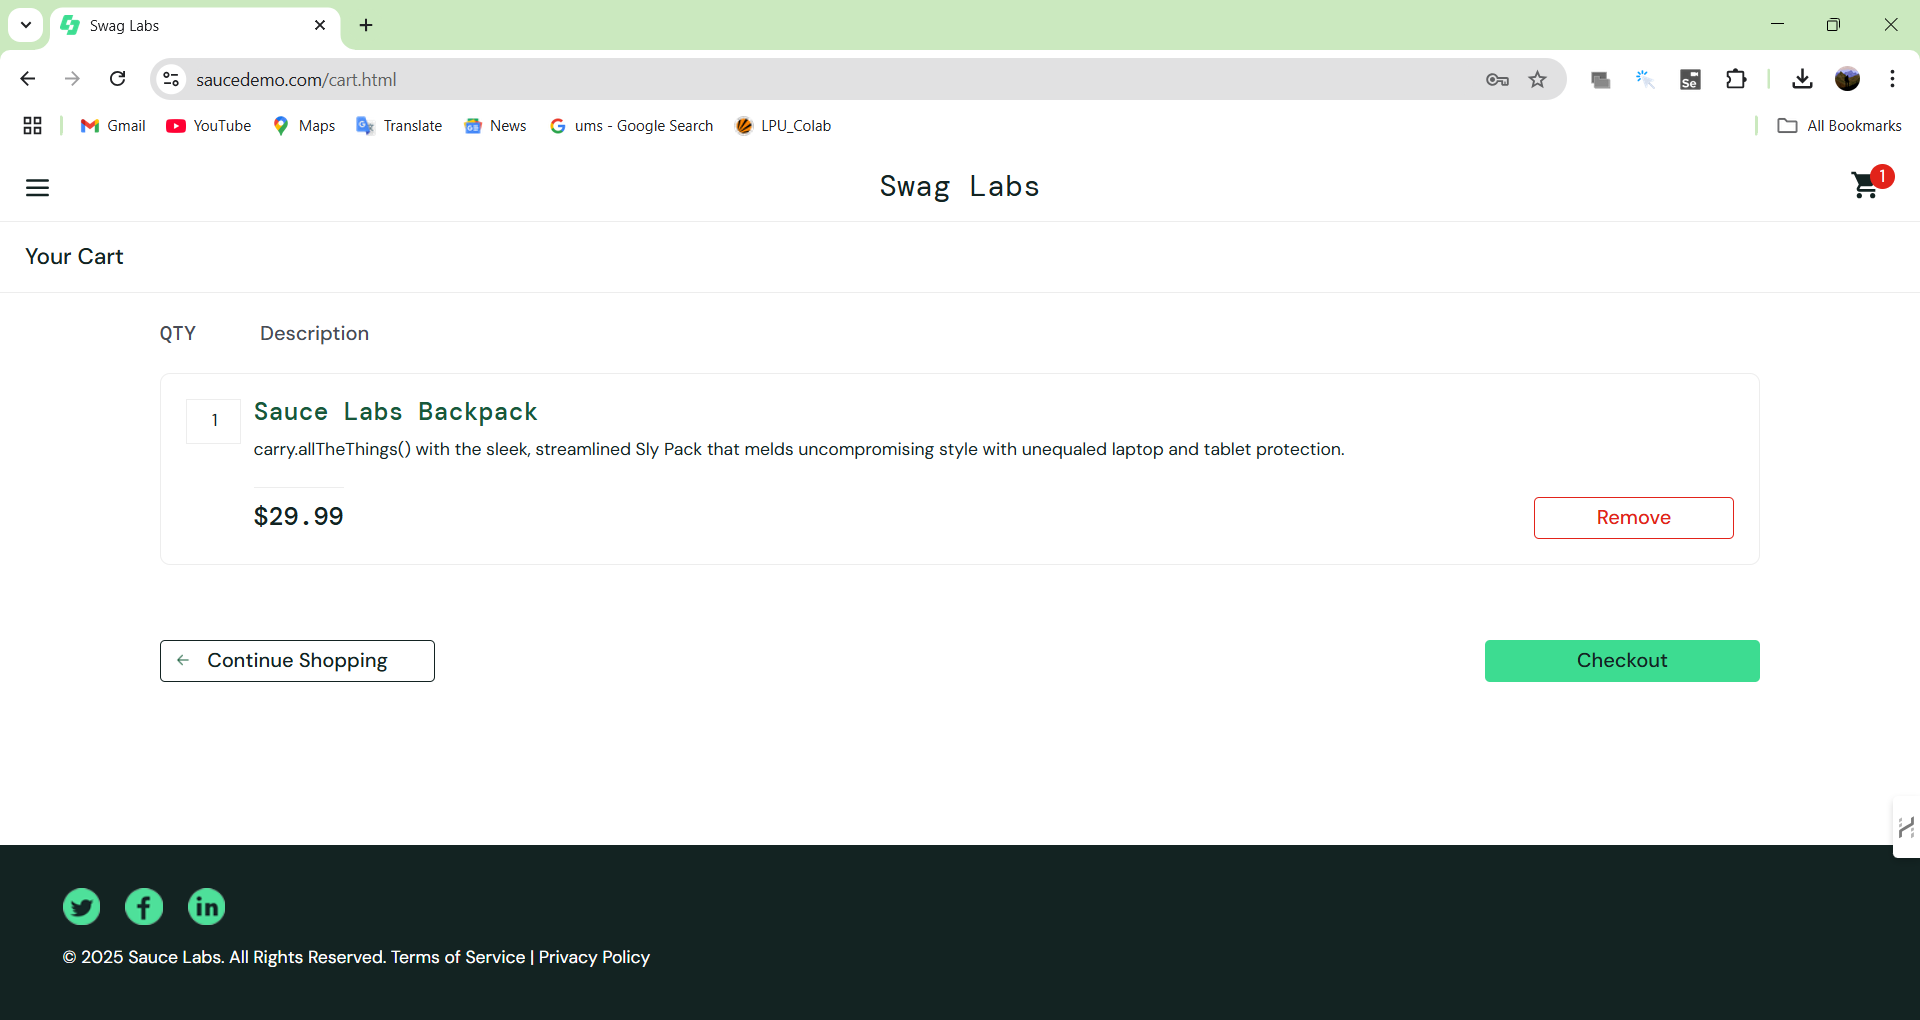 Swag Labs
saucedemo.com/cart.html
Se
Gmail
YouTube
Maps
Translate
News
ums - Google Search
LPU_Colab
All Bookmarks
Swag Labs
1
Your Cart
QTY Description
1
Sauce Labs Backpack
carry.allTheThings() with the sleek, streamlined Sly Pack that melds uncompromising style with unequaled laptop and tablet protection.
$29.99
Remove
Continue Shopping
Checkout
© 2025 Sauce Labs. All Rights Reserved. Terms of Service | Privacy Policy